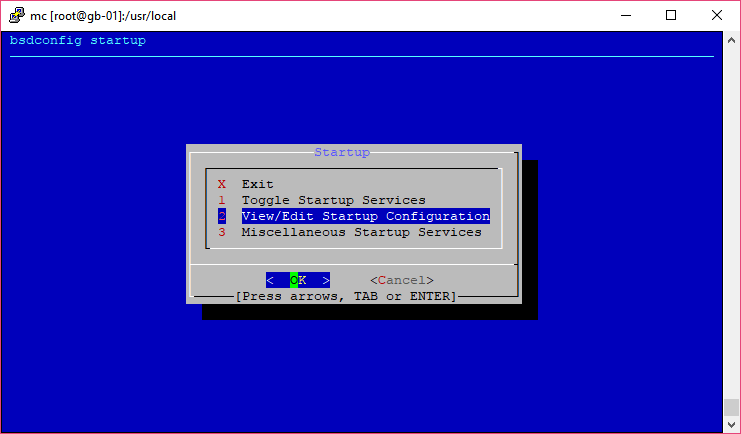 mc [root@gb-01]:/usr/local
bsdconfig startup
Startup
X Exit
1 Toggle Startup Services
2 View/Edit Startup Configuration
3 Miscellaneous Startup Services
< OK > <Cancel>
[Press arrows, TAB or ENTER]